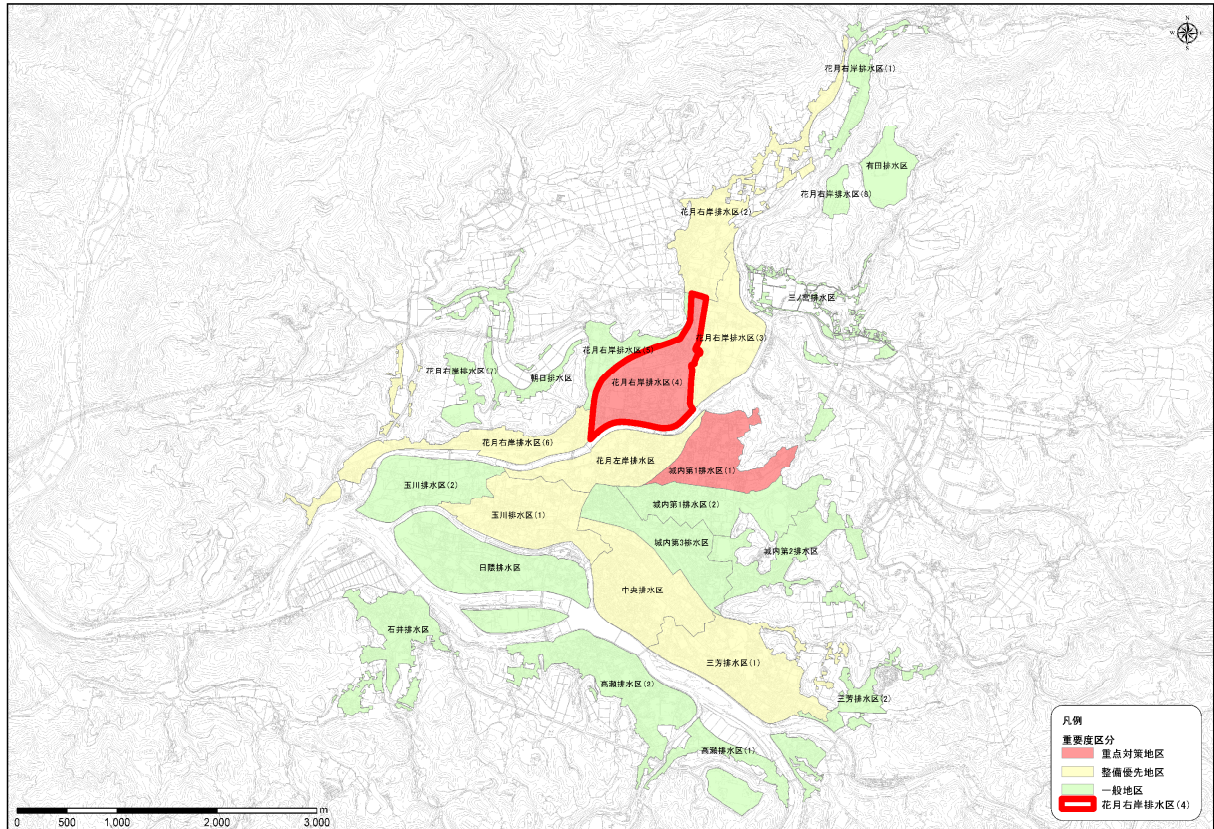 N
W
E
S
花月右岸排水区(1)
有田排水区
花月右岸排水区(8)
花月右岸排水区(2)
三ノ宮排水区
花月右岸排水区(3)
花月右岸排水区(5)
花月右岸排水区(7)
朝日排水区
花月右岸排水区(4)
花月右岸排水区(6)
花月左岸排水区
城内第1排水区(1)
玉川排水区(2)
城内第1排水区(2)
玉川排水区(1)
城内第3排水区
城内第2排水区
日隈排水区
中央排水区
石井排水区
三芳排水区(1)
高瀬排水区(2)
三芳排水区(2)
高瀬排水区(1)
凡例
重要度区分
重点対策地区
整備優先地区
一般地区
花月右岸排水区(4)
m
0 500 1,000 2,000 3,000